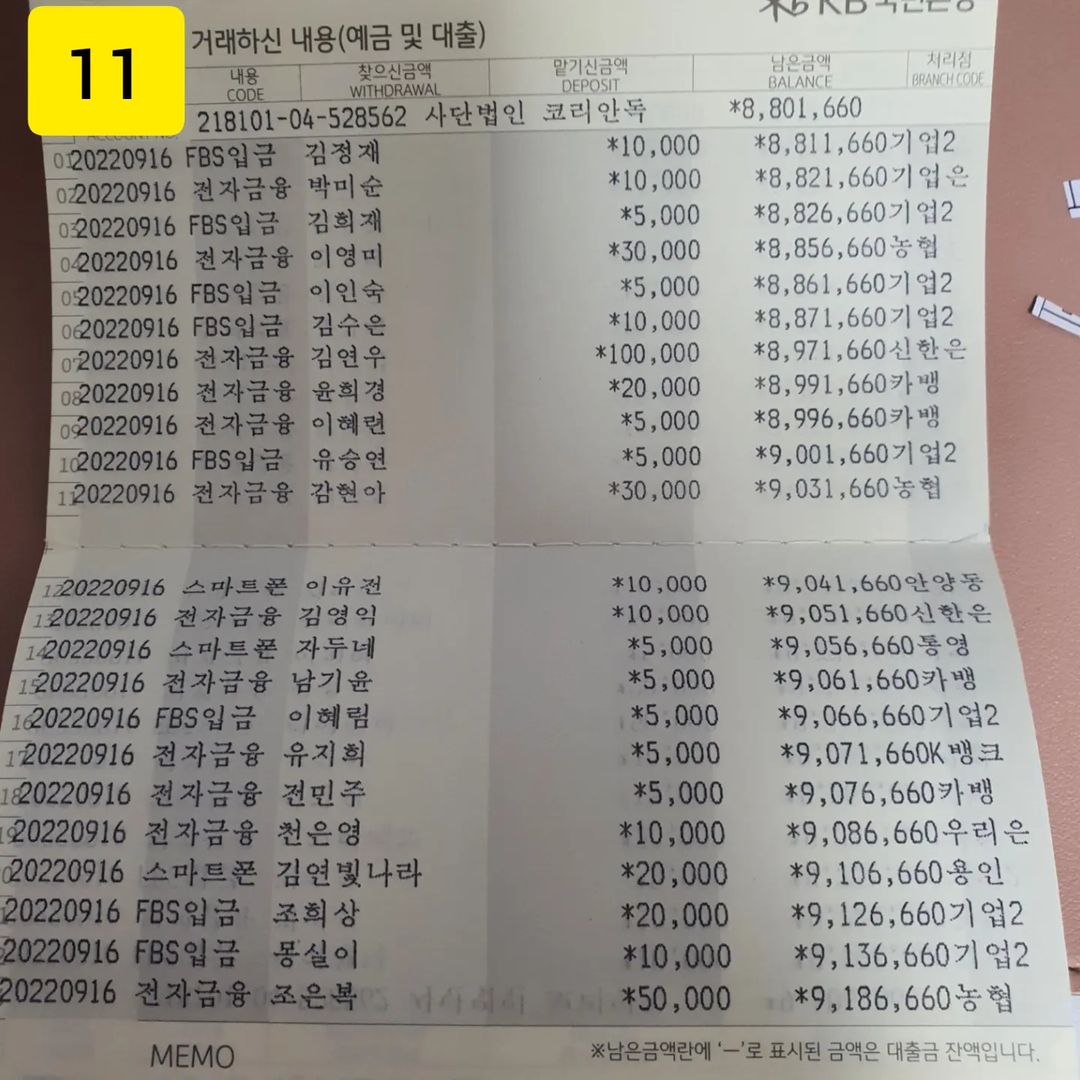 11
KB
거래하신 내용(예금 및 대출)
내용 찾으신금액 맡기신금액 남은금액 처리점
CODE WITHDRAWAL DEPOSIT BALANCE BRANCH CODE
218101-04-528562 사단법인 코리안독 *8,801,660
01 20220916 FBS입금 김정재 *10,000 *8,811,660기업2
02 20220916 전자금융 박미순 *10,000 *8,821,660기업은
03 20220916 FBS입금 김희재 *5,000 *8,826,660기업2
04 20220916 전자금융 이영미 *30,000 *8,856,660농협
05 20220916 FBS입금 이인숙 *5,000 *8,861,660기업2
06 20220916 FBS입금 김수은 *10,000 *8,871,660기업2
07 20220916 전자금융 김연우 *100,000 *8,971,660신한은
08 20220916 전자금융 윤희경 *20,000 *8,991,660카뱅
09 20220916 전자금융 이혜련 *5,000 *8,996,660카뱅
10 20220916 FBS입금 유승연 *5,000 *9,001,660기업2
11 20220916 전자금융 감현아 *30,000 *9,031,660농협
12 20220916 스마트폰 이유전 *10,000 *9,041,660안양동
13 20220916 전자금융 김영익 *10,000 *9,051,660신한은
14 20220916 스마트폰 자두네 *5,000 *9,056,660통영
15 20220916 전자금융 남기윤 *5,000 *9,061,660카뱅
16 20220916 FBS입금 이혜림 *5,000 *9,066,660기업2
17 20220916 전자금융 유지희 *5,000 *9,071,660K뱅크
18 20220916 전자금융 전민주 *5,000 *9,076,660카뱅
20220916 전자금융 천은영 *10,000 *9,086,660우리은
20220916 스마트폰 김연빛나라 *20,000 *9,106,660용인
20220916 FBS입금 조희상 *20,000 *9,126,660기업2
20220916 FBS입금 몽실이 *10,000 *9,136,660기업2
20220916 전자금융 조은복 *50,000 *9,186,660농협
MEMO ※남은금액란에 '－'로 표시된 금액은 대출금 잔액입니다.